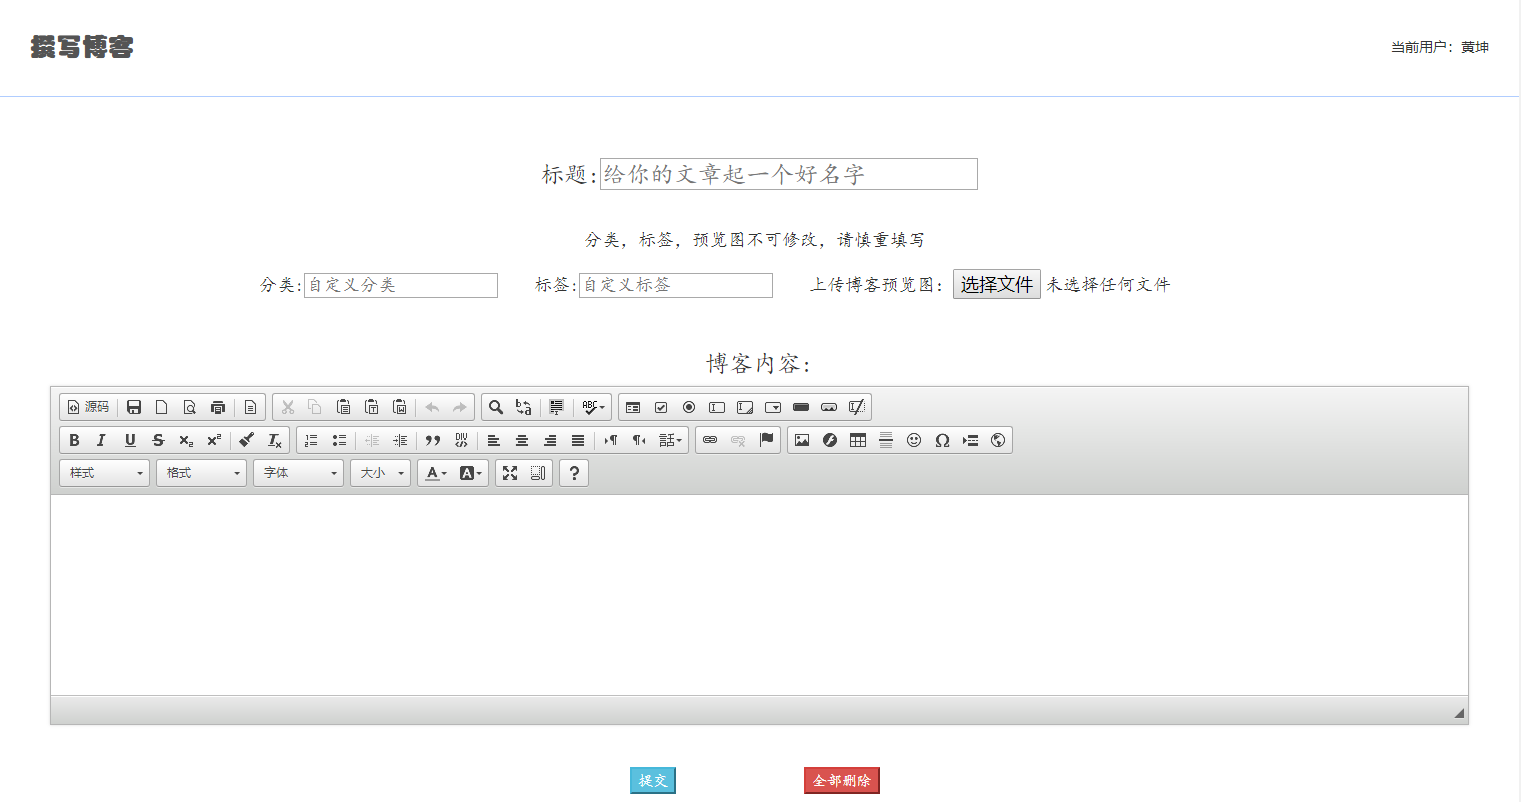 撰写博客
当前用户：黄坤
标题:给你的文章起一个好名字
分类，标签，预览图不可修改，请慎重填写
分类:自定义分类 标签:自定义标签 上传博客预览图：选择文件 未选择任何文件
博客内容：
源码
样式 格式 字体 大小
提交 全部删除